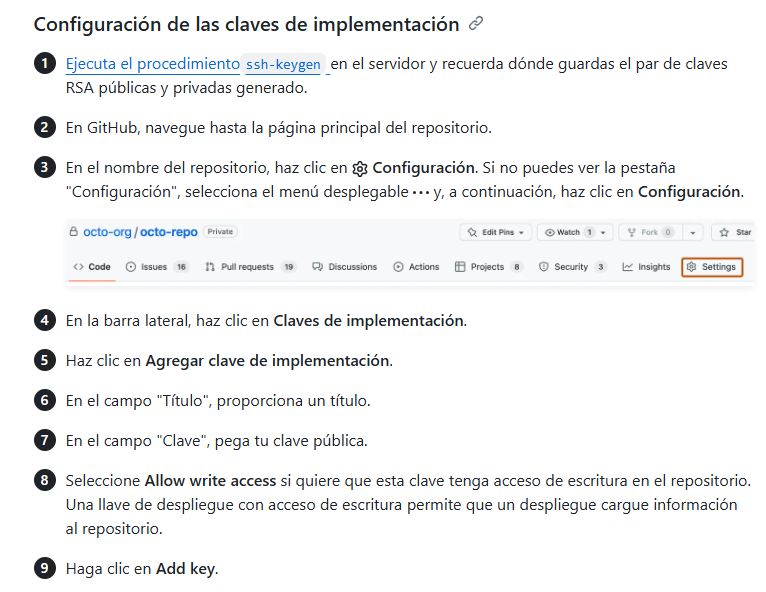 Configuración de las claves de implementación
1 Ejecuta el procedimiento ssh-keygen en el servidor y recuerda dónde guardas el par de claves
RSA públicas y privadas generado.
2 En GitHub, navegue hasta la página principal del repositorio.
3 En el nombre del repositorio, haz clic en Configuración. Si no puedes ver la pestaña
"Configuración", selecciona el menú desplegable ··· y, a continuación, haz clic en Configuración.
octo-org / octo-repo Private Edit Pins Watch 1 Fork 0 Star
Code Issues 16 Pull requests 19 Discussions Actions Projects 8 Security 3 Insights Settings
4 En la barra lateral, haz clic en Claves de implementación.
5 Haz clic en Agregar clave de implementación.
6 En el campo "Título", proporciona un título.
7 En el campo "Clave", pega tu clave pública.
8 Seleccione Allow write access si quiere que esta clave tenga acceso de escritura en el repositorio.
Una llave de despliegue con acceso de escritura permite que un despliegue cargue información
al repositorio.
9 Haga clic en Add key.